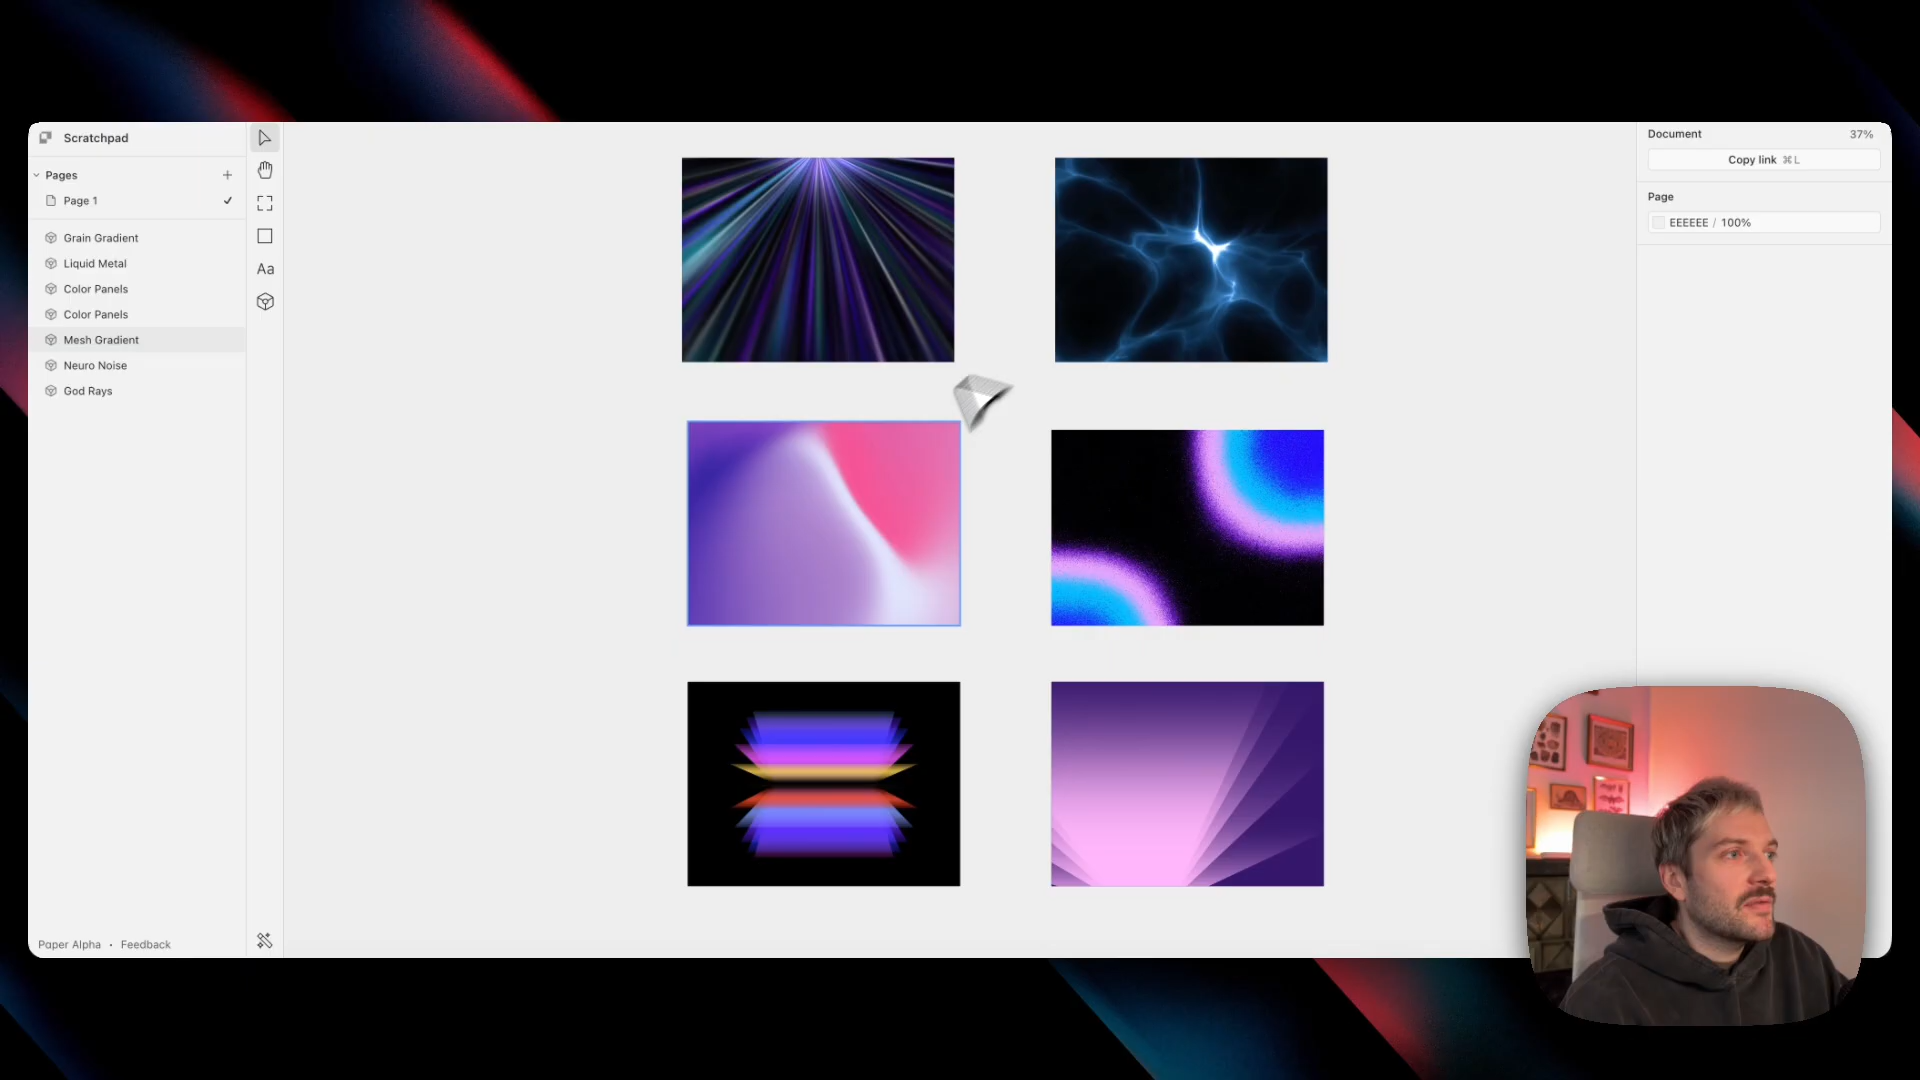 Scratchpad
Pages
Page 1
Grain Gradient
Liquid Metal
Color Panels
Color Panels
Mesh Gradient
Neuro Noise
God Rays
Paper Alpha • Feedback
Aa
Document 37%
Copy link ⌘L
Page
EEEEEE / 100%